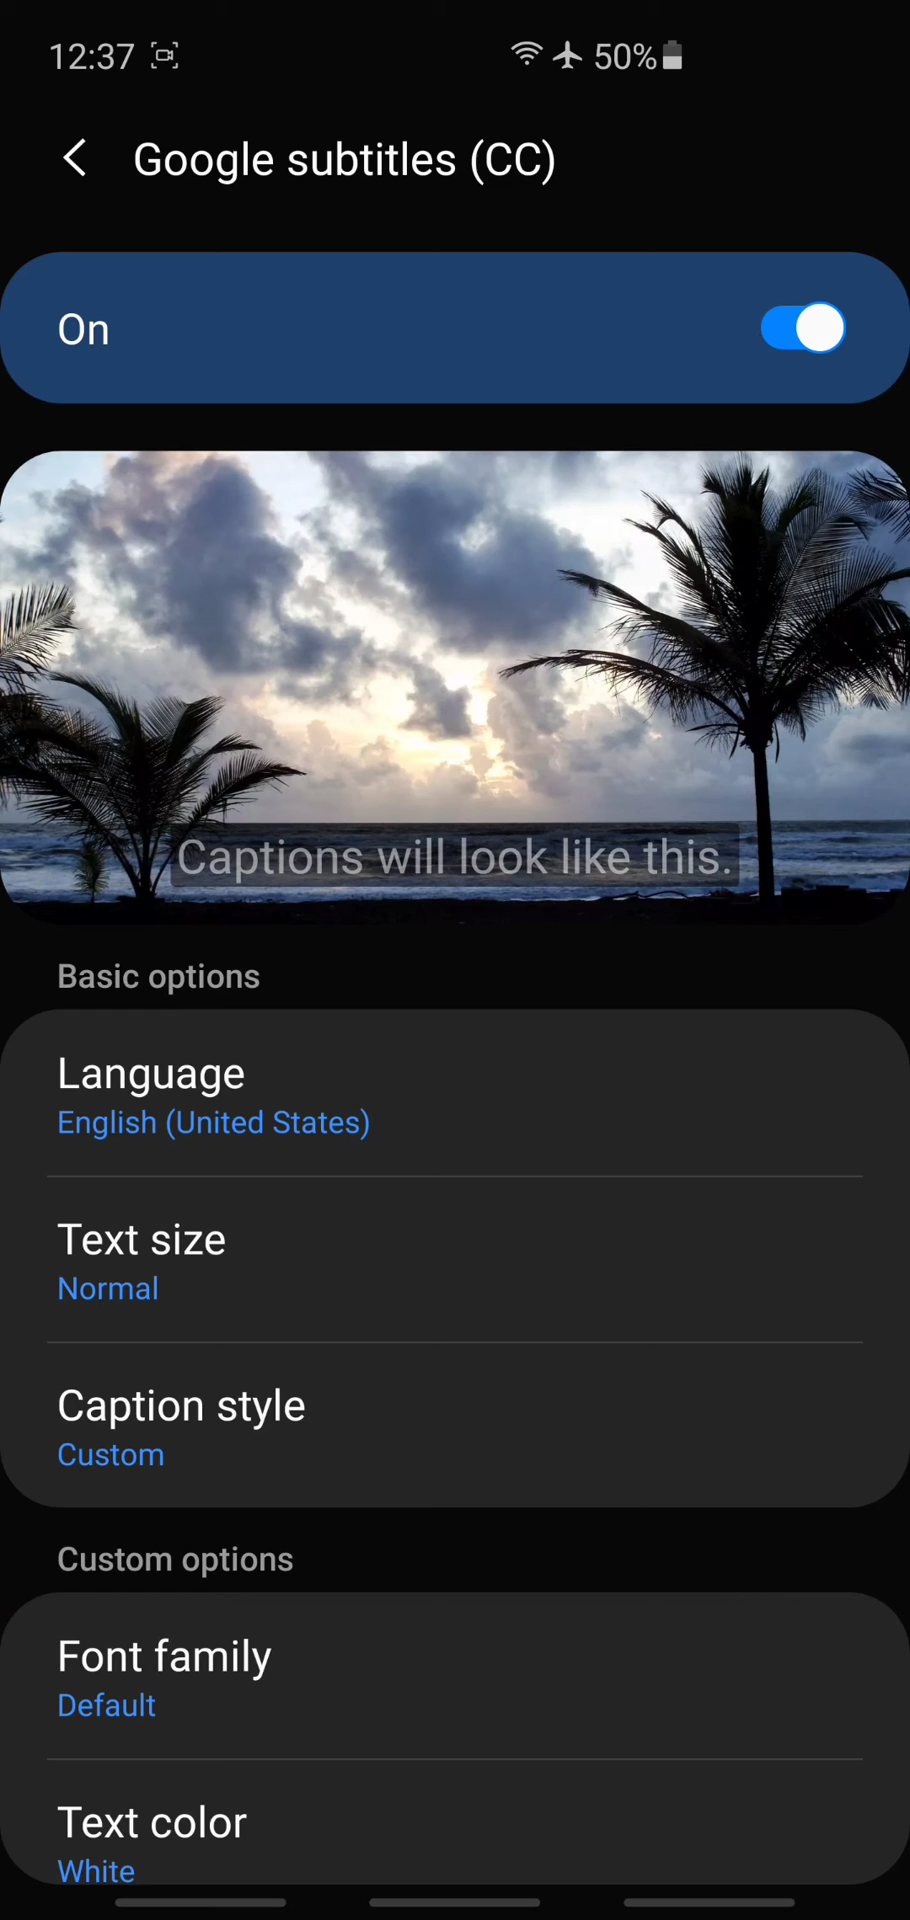 12:37 50%
Google subtitles (CC)
On
Captions will look like this.
Basic options
Language
English (United States)
Text size
Normal
Caption style
Custom
Custom options
Font family
Default
Text color
White